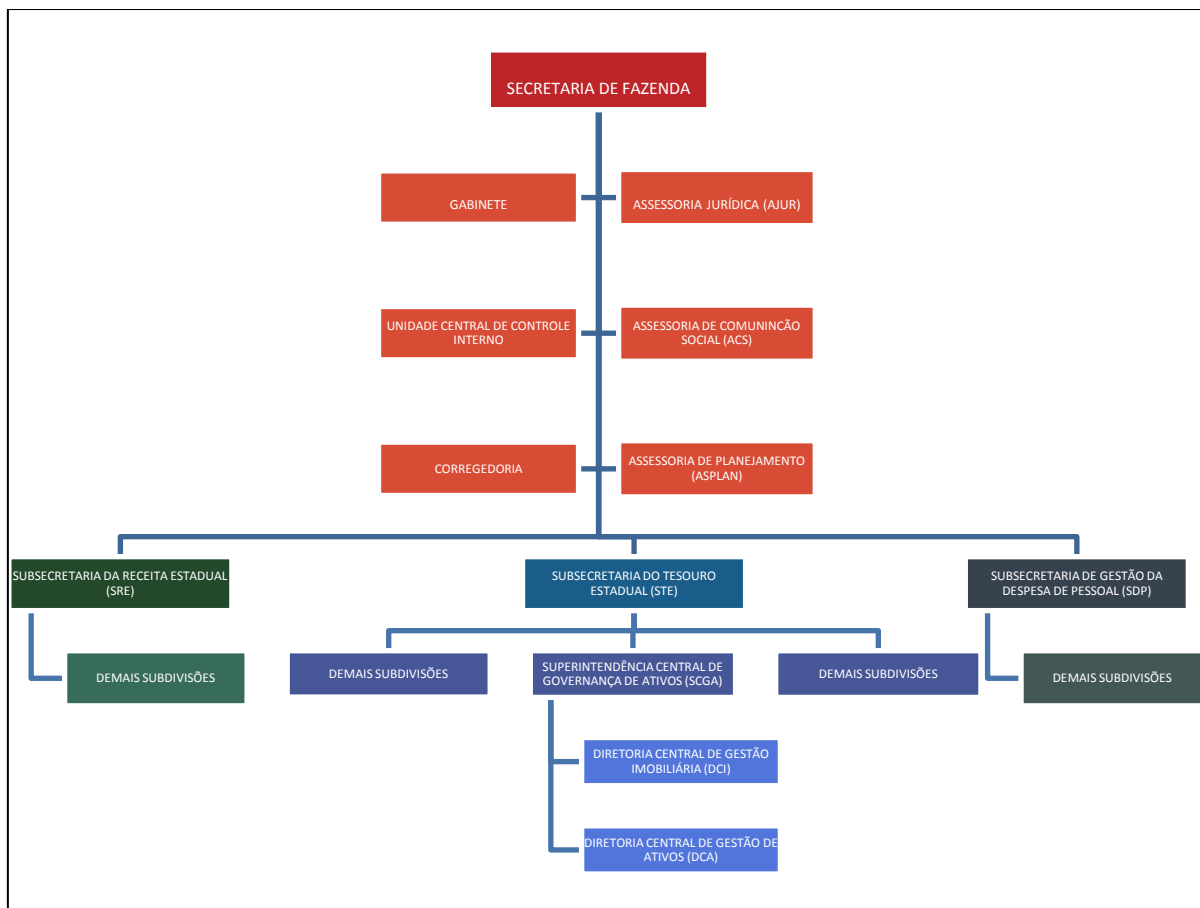 SECRETARIA DE FAZENDA
GABINETE
ASSESSORIA JURÍDICA (AJUR)
UNIDADE CENTRAL DE CONTROLE
INTERNO
ASSESSORIA DE COMUNINCÃO
SOCIAL (ACS)
CORREGEDORIA
ASSESSORIA DE PLANEJAMENTO
(ASPLAN)
SUBSECRETARIA DA RECEITA ESTADUAL
(SRE)
SUBSECRETARIA DO TESOURO
ESTADUAL (STE)
SUBSECRETARIA DE GESTÃO DA
DESPESA DE PESSOAL (SDP)
DEMAIS SUBDIVISÕES
DEMAIS SUBDIVISÕES
SUPERINTENDÊNCIA CENTRAL DE
GOVERNANÇA DE ATIVOS (SCGA)
DEMAIS SUBDIVISÕES
DEMAIS SUBDIVISÕES
DIRETORIA CENTRAL DE GESTÃO
IMOBILIÁRIA (DCI)
DIRETORIA CENTRAL DE GESTÃO DE
ATIVOS (DCA)